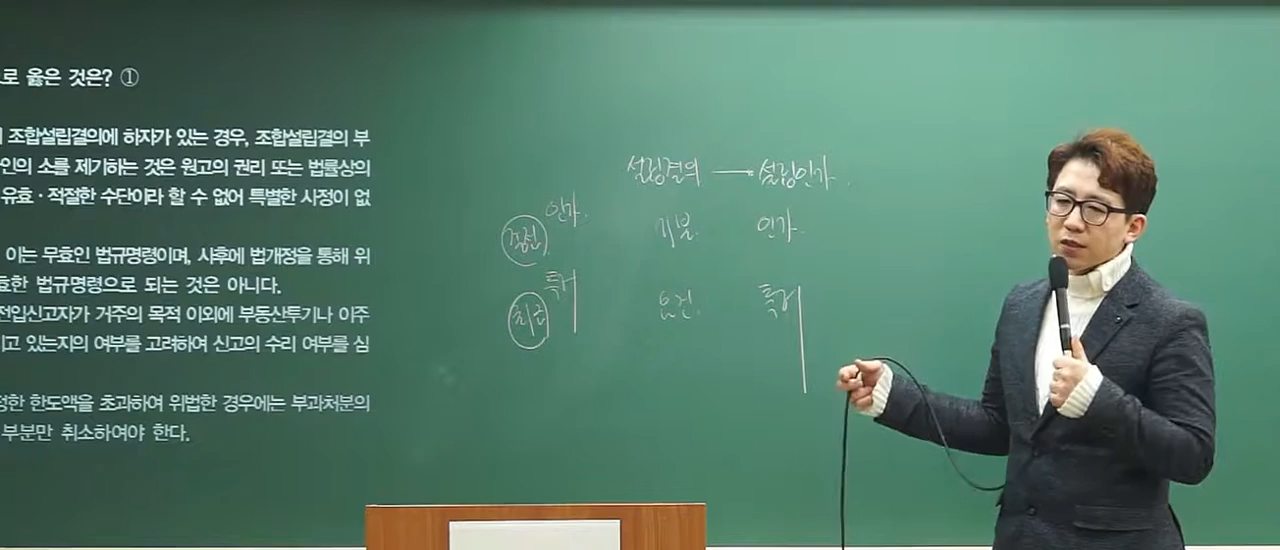 로 옳은 것은? ①
조합설립결의에 하자가 있는 경우, 조합설립결의 부
인의 소를 제기하는 것은 원고의 권리 또는 법률상의
유효·적절한 수단이라 할 수 없어 특별한 사정이 없
이는 무효인 법규명령이며, 사후에 법개정을 통해 위
효한 법규명령으로 되는 것은 아니다.
전입신고자가 거주의 목적 이외에 부동산투기나 이주
고 있는지의 여부를 고려하여 신고의 수리 여부를 심
정한 한도액을 초과하여 위법한 경우에는 부과처분의
부분만 취소하여야 한다.
설립결의 → 설립인가
인가
종전 기본 인가
특허
최근 요건 특허